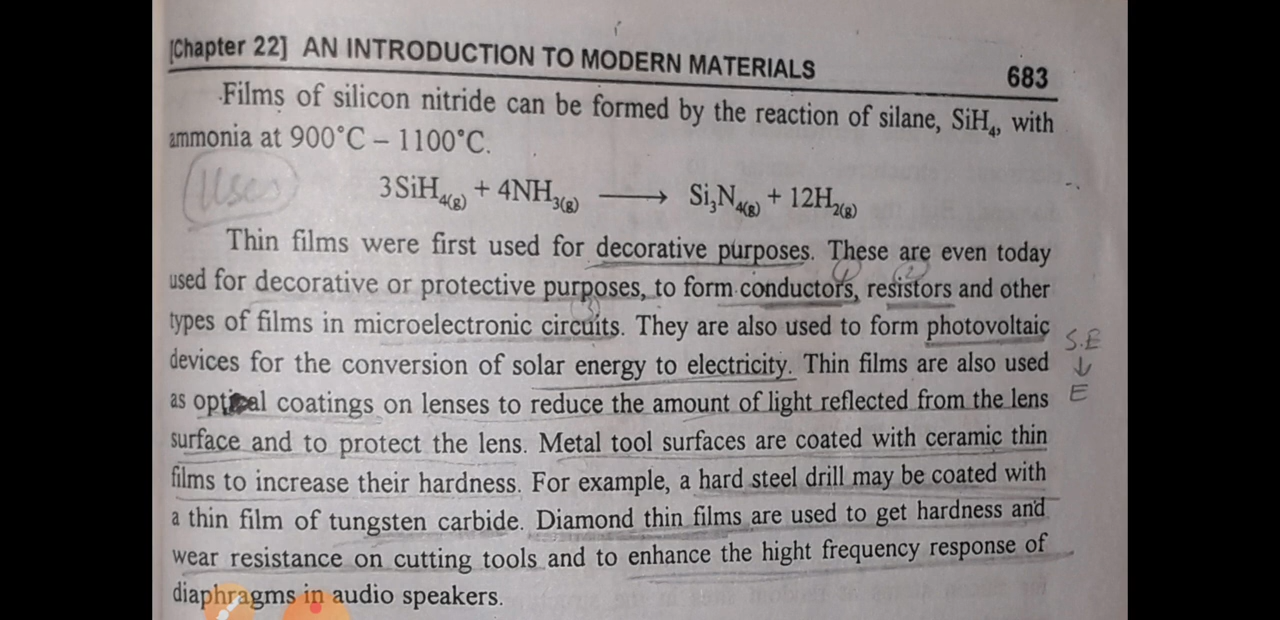 [Chapter 22] AN INTRODUCTION TO MODERN MATERIALS 683
Films of silicon nitride can be formed by the reaction of silane, SiH₄, with
ammonia at 900°C – 1100°C.
Uses
3SiH₄(g) + 4NH₃(g) ⟶ Si₃N₄(g) + 12H₂(g)
Thin films were first used for decorative purposes. These are even today
① ②
used for decorative or protective purposes, to form conductors, resistors and other
③
types of films in microelectronic circuits. They are also used to form photovoltaic
S.E
devices for the conversion of solar energy to electricity. Thin films are also used
↓
as optical coatings on lenses to reduce the amount of light reflected from the lens
E
surface and to protect the lens. Metal tool surfaces are coated with ceramic thin
films to increase their hardness. For example, a hard steel drill may be coated with
a thin film of tungsten carbide. Diamond thin films are used to get hardness and
wear resistance on cutting tools and to enhance the hight frequency response of
diaphragms in audio speakers.